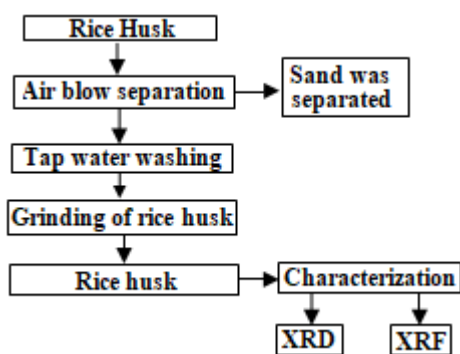 Rice Husk
Air blow separation
Sand was
separated
Tap water washing
Grinding of rice husk
Rice husk
Characterization
XRD
XRF